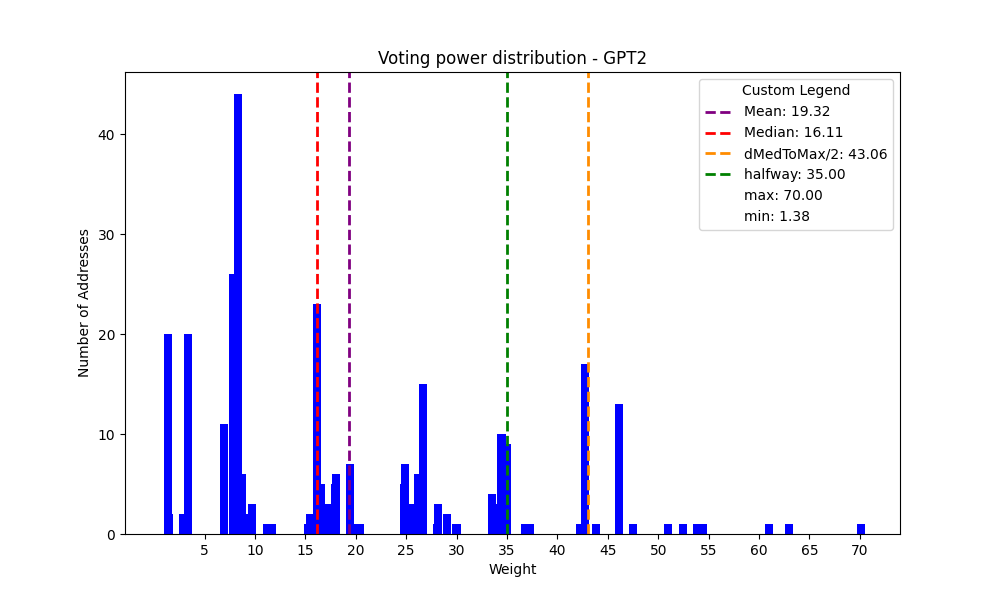 Voting power distribution - GPT2
Custom Legend
Mean: 19.32
Median: 16.11
dMedToMax/2: 43.06
halfway: 35.00
max: 70.00
min: 1.38
Number of Addresses
40
30
20
10
0
5 10 15 20 25 30 35 40 45 50 55 60 65 70
Weight